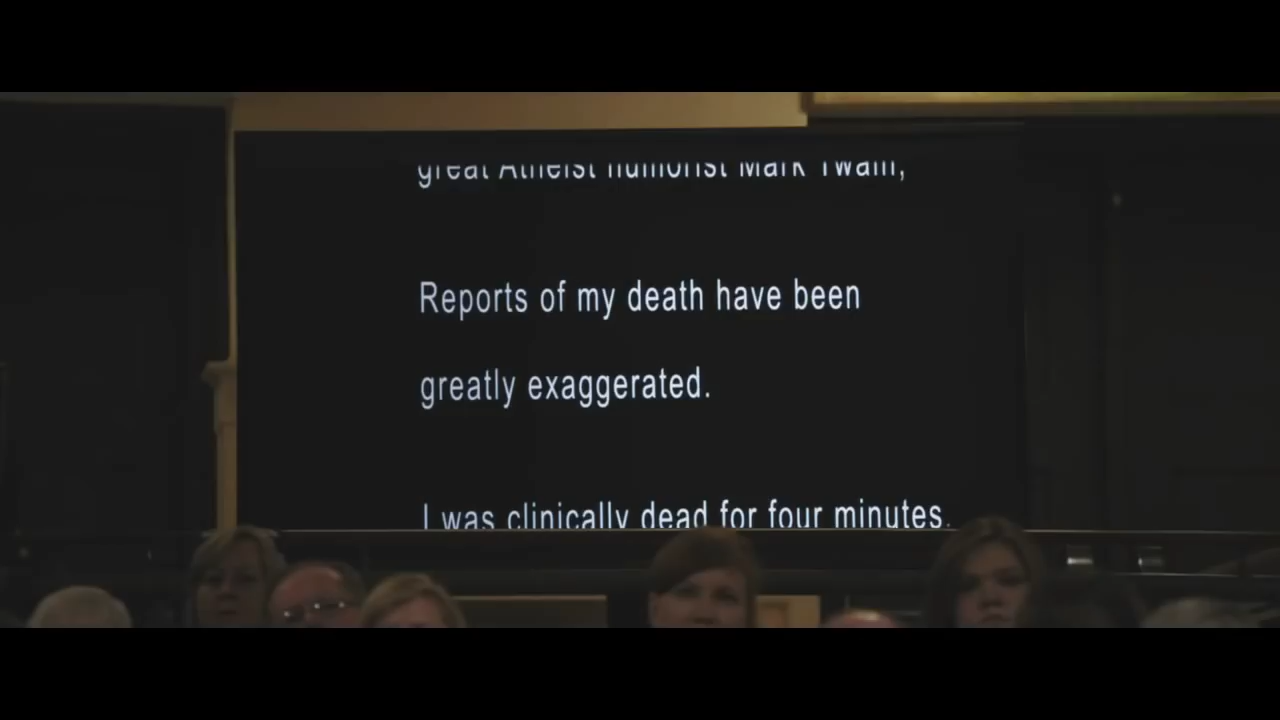 great Atheist humorist Mark Twain,
Reports of my death have been
greatly exaggerated.
I was clinically dead for four minutes.